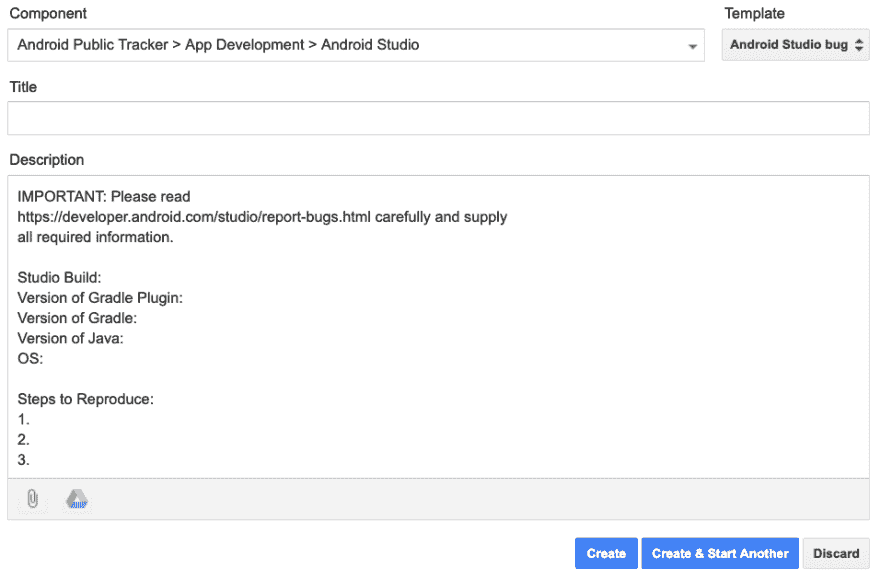 Component
Template
Android Public Tracker > App Development > Android Studio
Android Studio bug
Title
Description
IMPORTANT: Please read
https://developer.android.com/studio/report-bugs.html carefully and supply
all required information.
Studio Build:
Version of Gradle Plugin:
Version of Gradle:
Version of Java:
OS:
Steps to Reproduce:
1.
2.
3.
Create
Create & Start Another
Discard